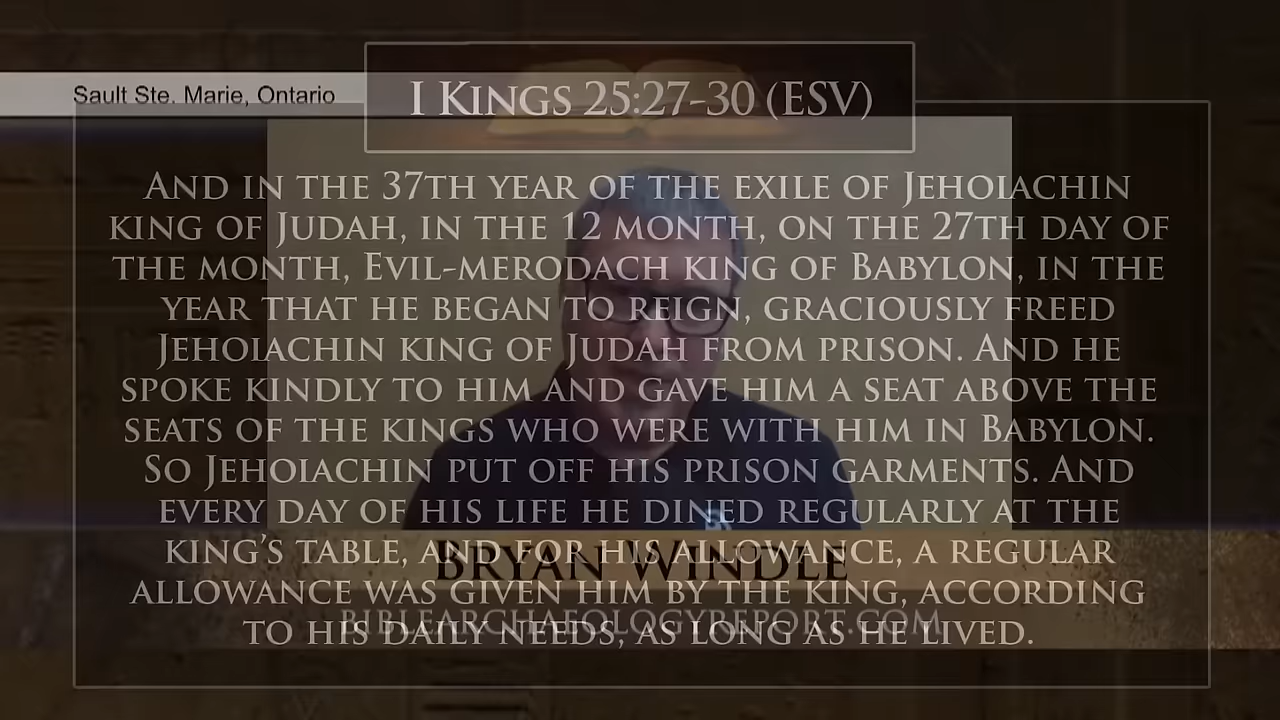 Sault Ste. Marie, Ontario
I Kings 25:27-30 (ESV)
And in the 37th year of the exile of Jehoiachin
king of Judah, in the 12 month, on the 27th day of
the month, Evil-merodach king of Babylon, in the
year that he began to reign, graciously freed
Jehoiachin king of Judah from prison. And he
spoke kindly to him and gave him a seat above the
seats of the kings who were with him in Babylon.
So Jehoiachin put off his prison garments. And
every day of his life he dined regularly at the
king's table, and for his allowance, a regular
allowance was given him by the king, according
to his daily needs, as long as he lived.
Bryan Windle
BibleArchaeologyReport.com